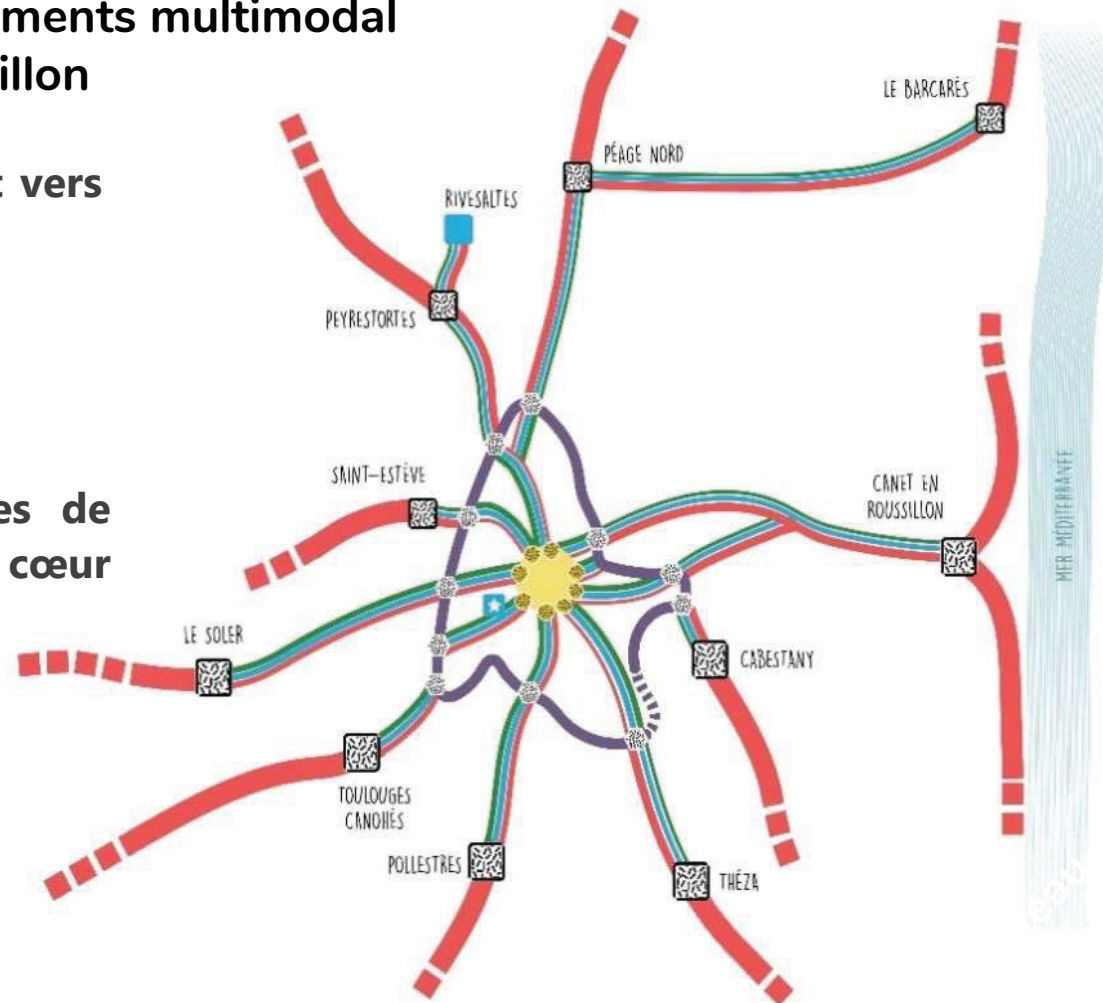 ments multimodal
illon
t vers
es de
cœur
LE BARCARÈS
PÉAGE NORD
RIVESALTES
PEYRESTORTES
SAINT-ESTÈVE
CANET EN
ROUSSILLON
MER MÉDITERRANÉE
LE SOLER
CABESTANY
TOULOUGES
CANOHÈS
POLLESTRES
THÉZA
eau